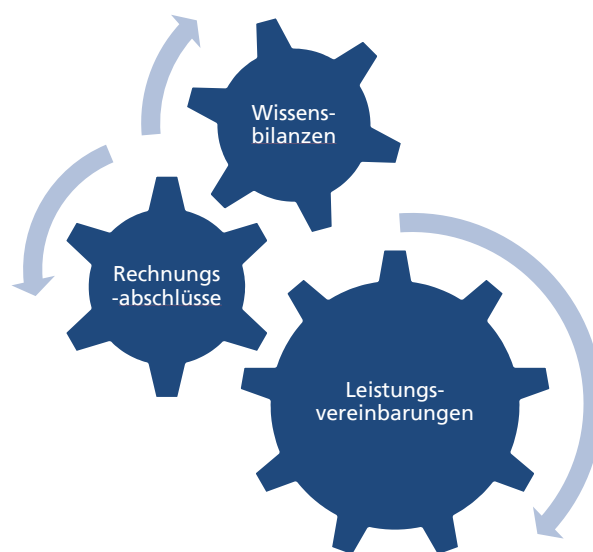 Wissens-
bilanzen
Rechnungs
-abschlüsse
Leistungs-
vereinbarungen